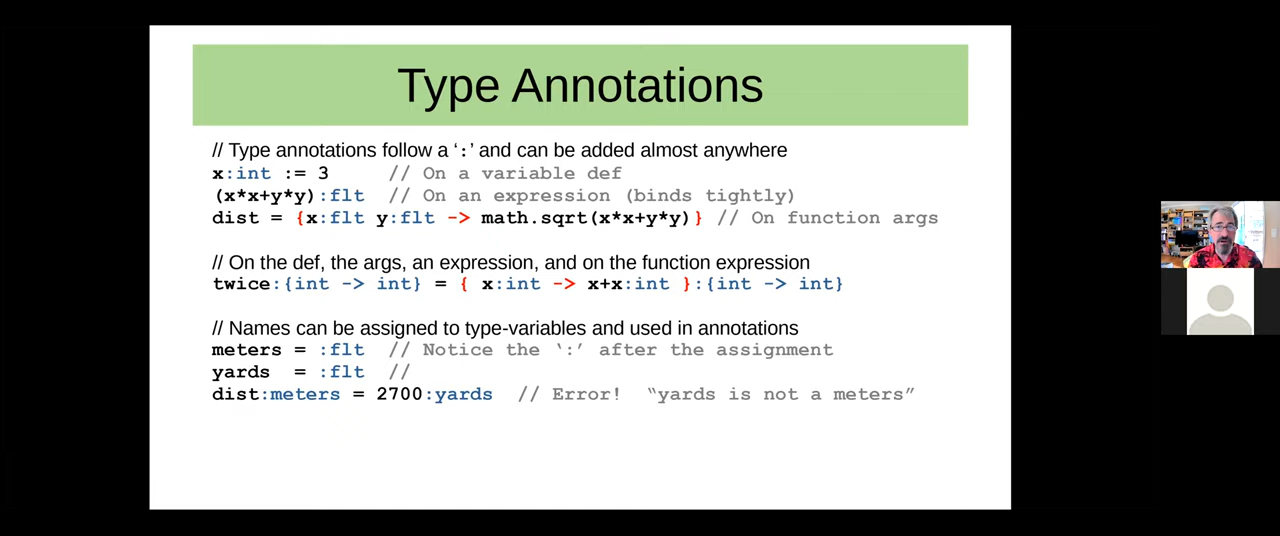 Type Annotations
// Type annotations follow a ‘:’ and can be added almost anywhere
x:int := 3 // On a variable def
(x*x+y*y):flt // On an expression (binds tightly)
dist = {x:flt y:flt -> math.sqrt(x*x+y*y)} // On function args
// On the def, the args, an expression, and on the function expression
twice:{int -> int} = { x:int -> x+x:int }:{int -> int}
// Names can be assigned to type-variables and used in annotations
meters = :flt // Notice the ‘:’ after the assignment
yards = :flt //
dist:meters = 2700:yards // Error! “yards is not a meters”